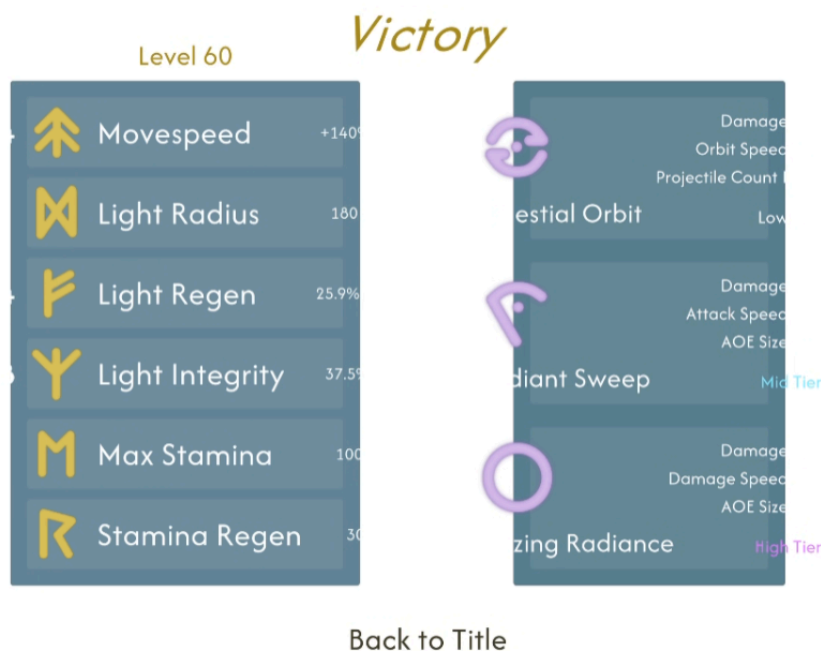 Victory
Level 60
Movespeed +140%
Light Radius 180
Light Regen 25.9%
Light Integrity 37.5%
Max Stamina 100
Stamina Regen 30
Damage
Orbit Speed
Projectile Count
estial Orbit Low
Damage
Attack Speed
AOE Size
diant Sweep Mid Tier
Damage
Damage Speed
AOE Size
zing Radiance High Tier
Back to Title